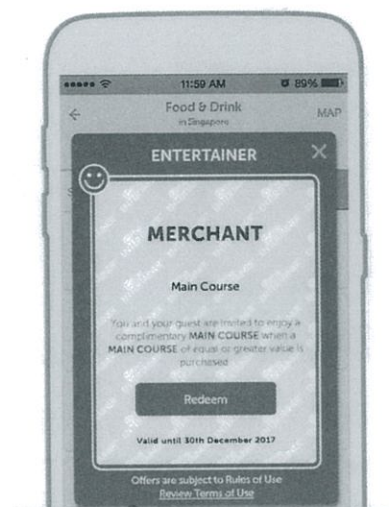 11:59 AM 89%
Food & Drink
MAP
in Singapore
ENTERTAINER
MERCHANT
Main Course
You and your guest are invited to enjoy a
complimentary MAIN COURSE when a
MAIN COURSE of equal or greater value is
purchased
Redeem
Valid until 30th December 2017
Offers are subject to Rules of Use
Review Terms of Use